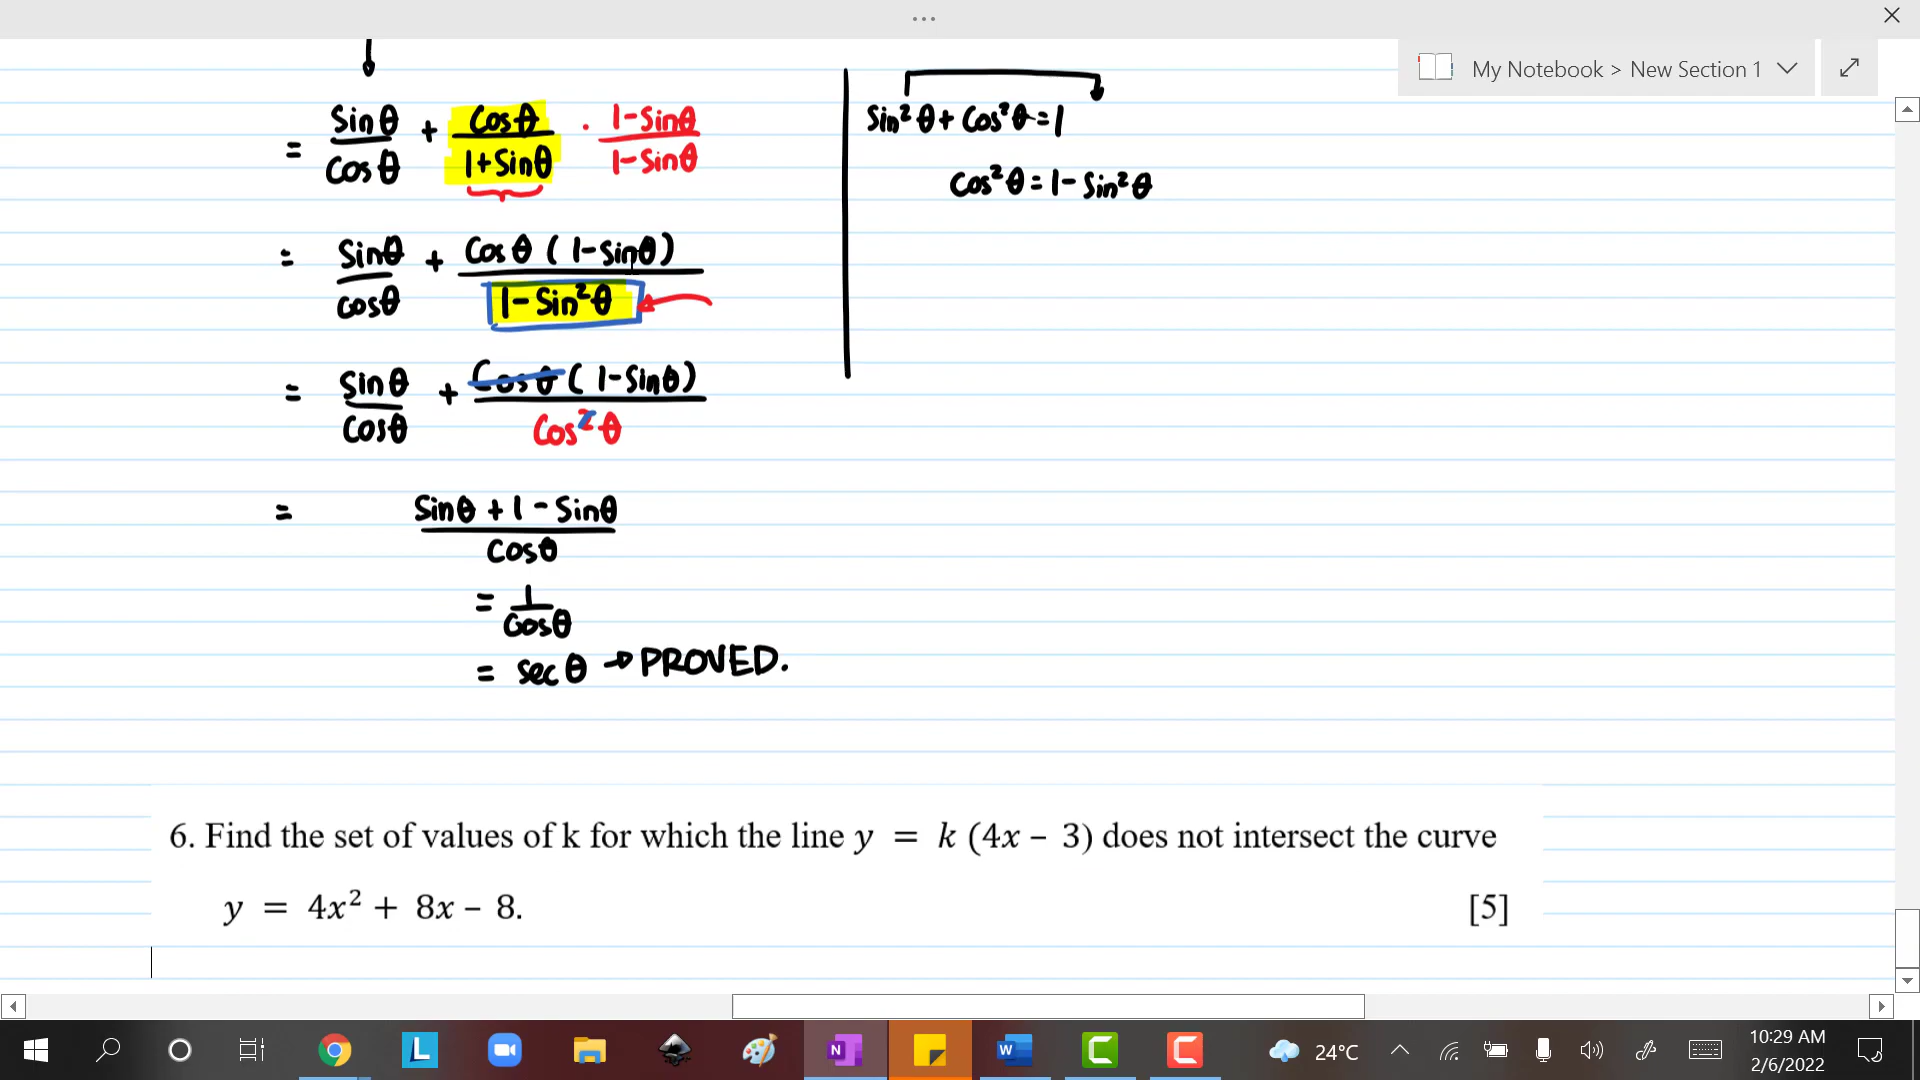 My Notebook > New Section 1
= Sinθ/Cosθ + Cosθ/1+Sinθ · 1-Sinθ/1-Sinθ
Sin²θ + Cos²θ = 1
Cos²θ = 1 - Sin²θ
= Sinθ/Cosθ + Cosθ (1-Sinθ)/1-Sin²θ
= Sinθ/Cosθ + Cosθ (1-Sinθ)/Cos²θ
= Sinθ + 1 - Sinθ/Cosθ
= 1/Cosθ
= Sec θ → PROVED.
6. Find the set of values of k for which the line y = k (4x − 3) does not intersect the curve
y = 4x² + 8x − 8. [5]
24°C
10:29 AM
2/6/2022